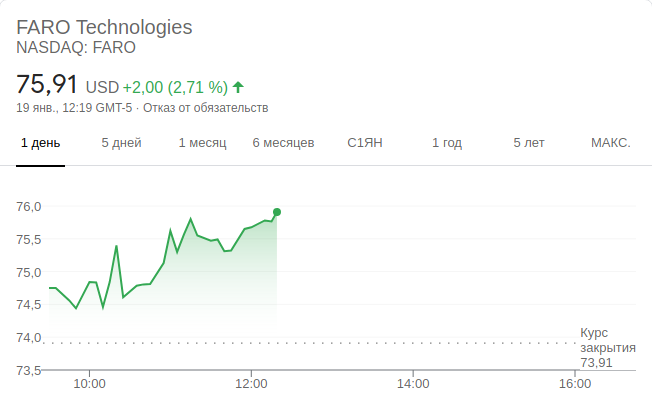 FARO Technologies
NASDAQ: FARO
75,91 USD +2,00 (2,71 %)
19 янв., 12:19 GMT-5 · Отказ от обязательств
1 день 5 дней 1 месяц 6 месяцев С1ЯН 1 год 5 лет МАКС.
76,0
75,5
75,0
74,5
74,0
73,5
Курс
закрытия
73,91
10:00 12:00 14:00 16:00